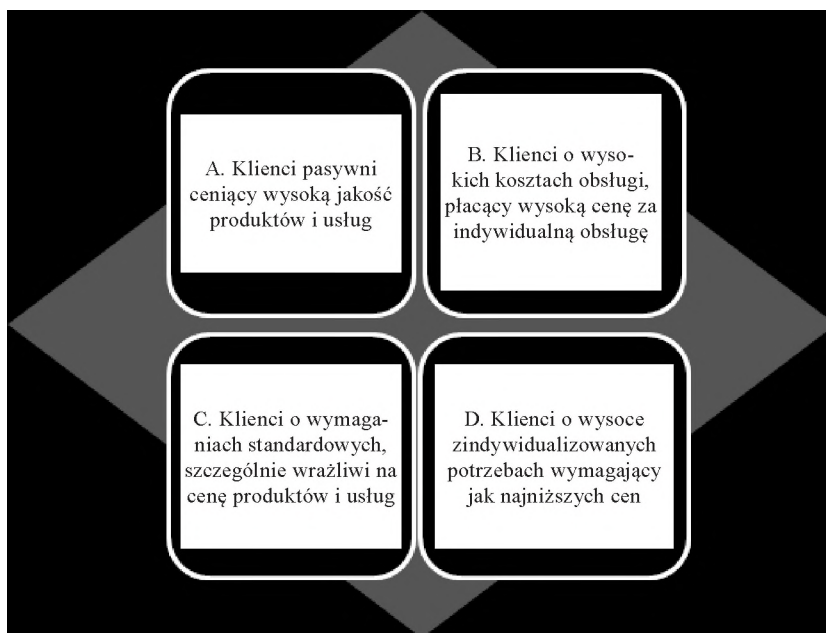 A. Klienci pasywni
ceniący wysoką jakość
produktów i usług
B. Klienci o wyso-
kich kosztach obsługi,
płacący wysoką cenę za
indywidualną obsługę
C. Klienci o wymaga-
niach standardowych,
szczególnie wrażliwi na
cenę produktów i usług
D. Klienci o wysoce
zindywidualizowanych
potrzebach wymagający
jak najniższych cen